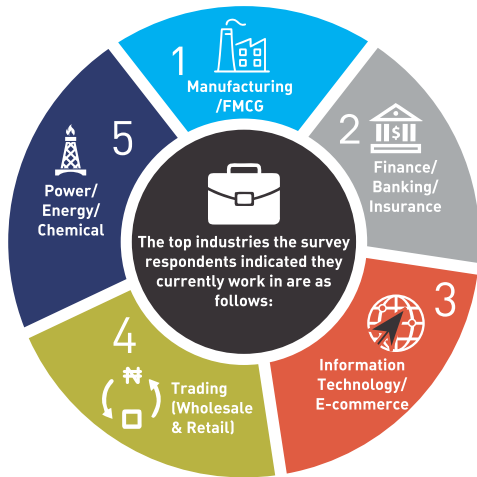 1
Manufacturing
/FMCG
2
$
Finance/
Banking/
Insurance
3
Information
Technology/
E-commerce
4
₦
Trading
(Wholesale
& Retail)
5
Power/
Energy/
Chemical
The top industries the survey
respondents indicated they
currently work in are as
follows: